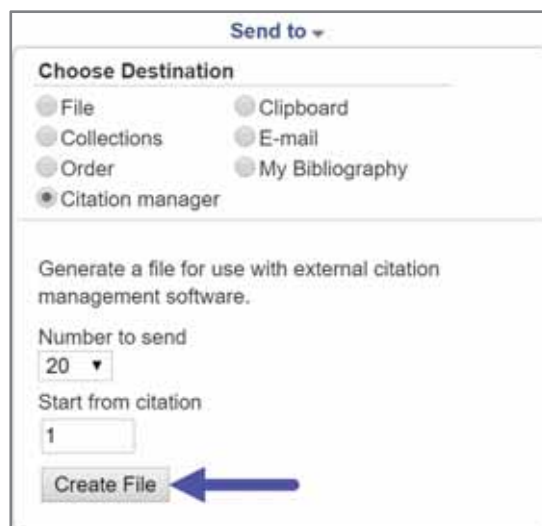 Send to
Choose Destination
File Clipboard
Collections E-mail
Order My Bibliography
Citation manager
Generate a file for use with external citation
management software.
Number to send
20
Start from citation
1
Create File